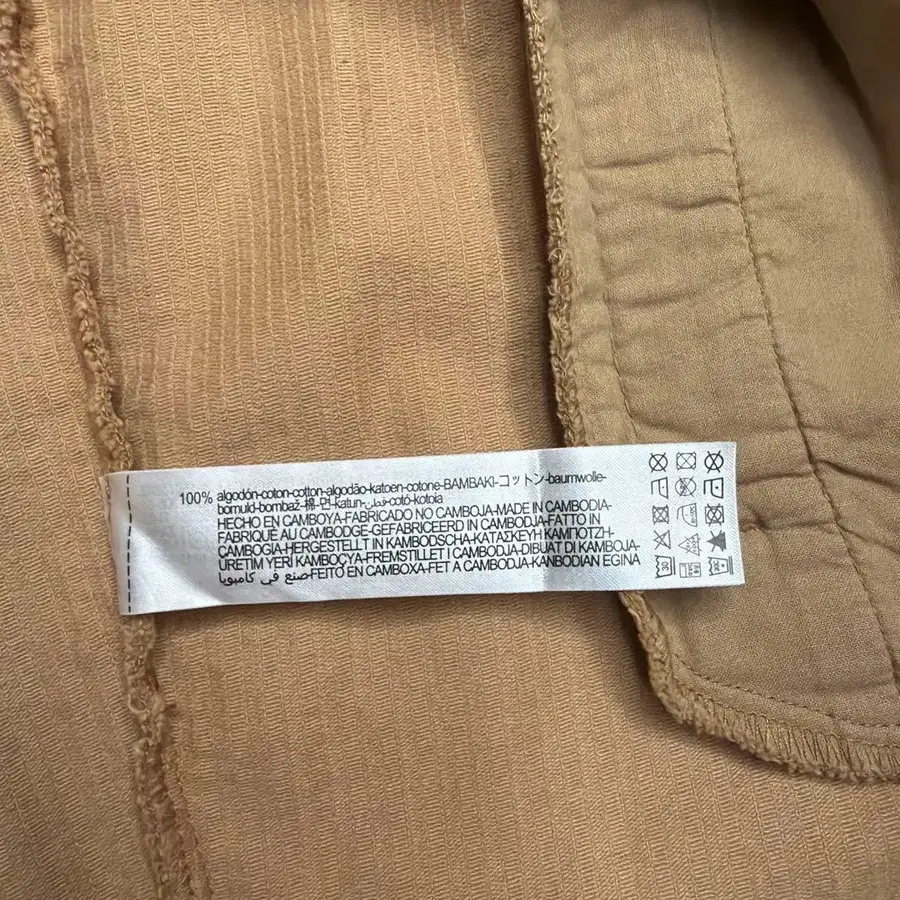 100% algodón-coton-cotton-algodão-katoen-cotone-BAMBAKI-コットン-baumwolle-
bomuld-bombaž-棉-면-katun-قطن-cotó-kotoia
HECHO EN CAMBOYA-FABRICADO NO CAMBOJA-MADE IN CAMBODIA-
FABRIQUÉ AU CAMBODGE GEFABRICEERD IN CAMBODJA-FATTO IN
CAMBOGIA-HERGESTELLT IN KAMBODSCHA-ΚΑΤΑΣΚΕΥΗ ΚΑΜΠΟΤΖΗ-
ÜRETIM YERI KAMBOÇYA-FREMSTILLET I CAMBODJA-DIBUAT DI KAMBOJA-
صنع في كامبوديا-FEITO EN CAMBOXA-FET A CAMBODJA-KANBODIAN EGINA